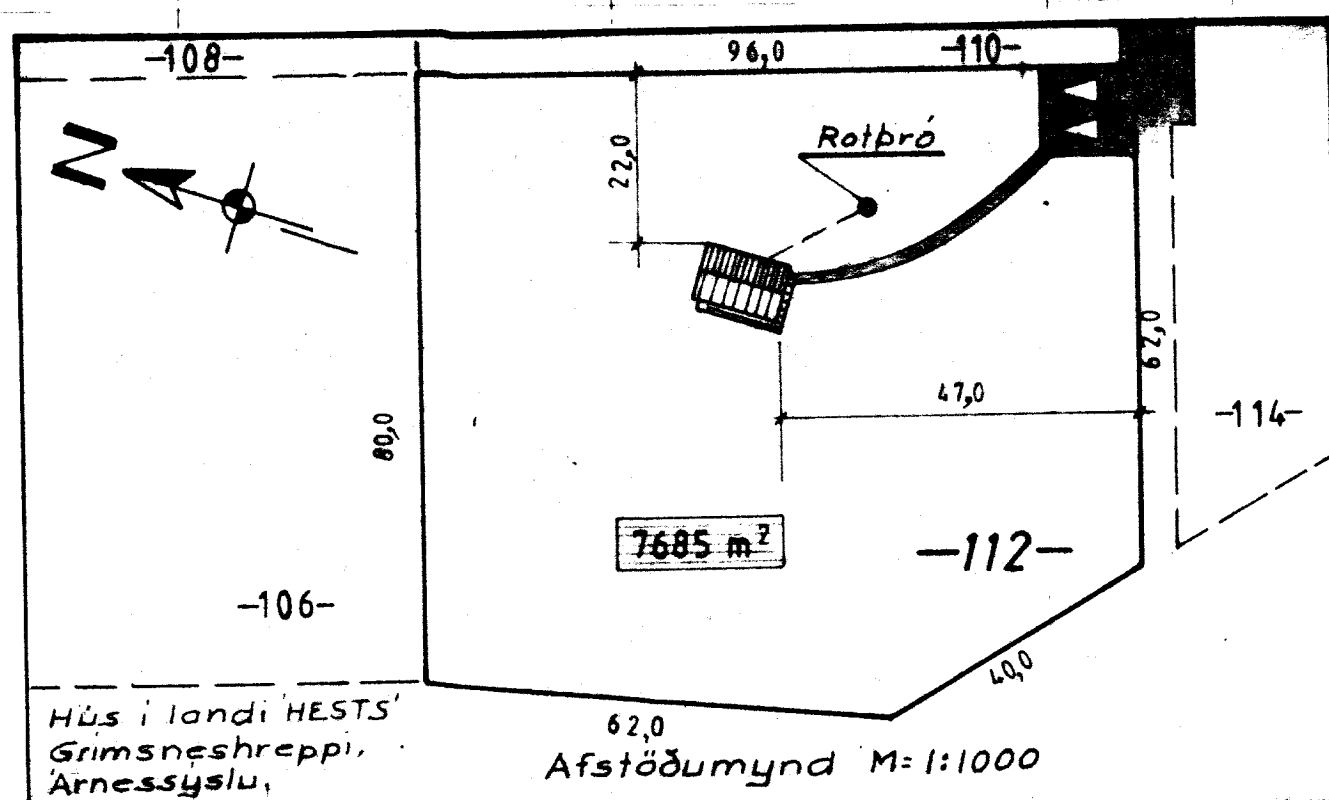 -108-
96,0
-110-
N
Rotþró
22,0
62,0
47,0
-114-
80,0
7685 m²
-112-
-106-
40,0
62,0
Hús i landi 'HESTS'
Grimsneshreppi,
Árnessýslu,
Afstöðumynd M=1:1000